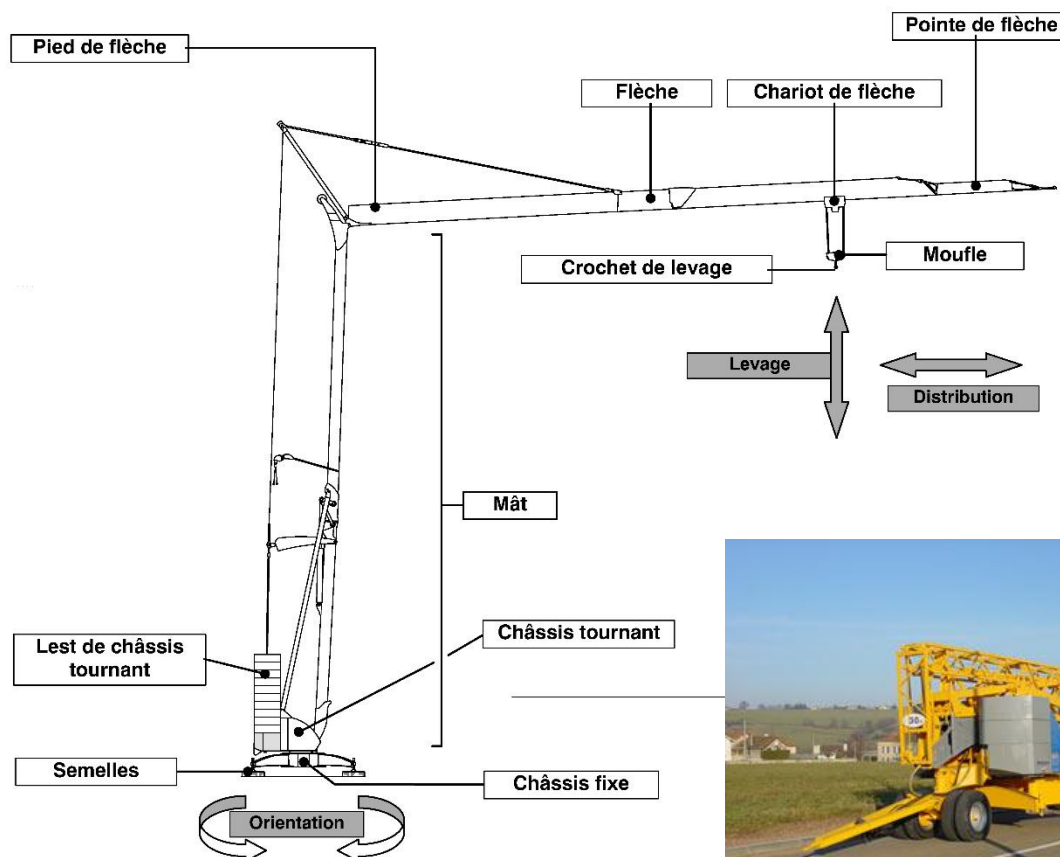 Pointe de flèche
Pied de flèche
Flèche
Chariot de flèche
Crochet de levage
Moufle
Levage
Distribution
Mât
Châssis tournant
Lest de châssis
tournant
Semelles
Châssis fixe
Orientation